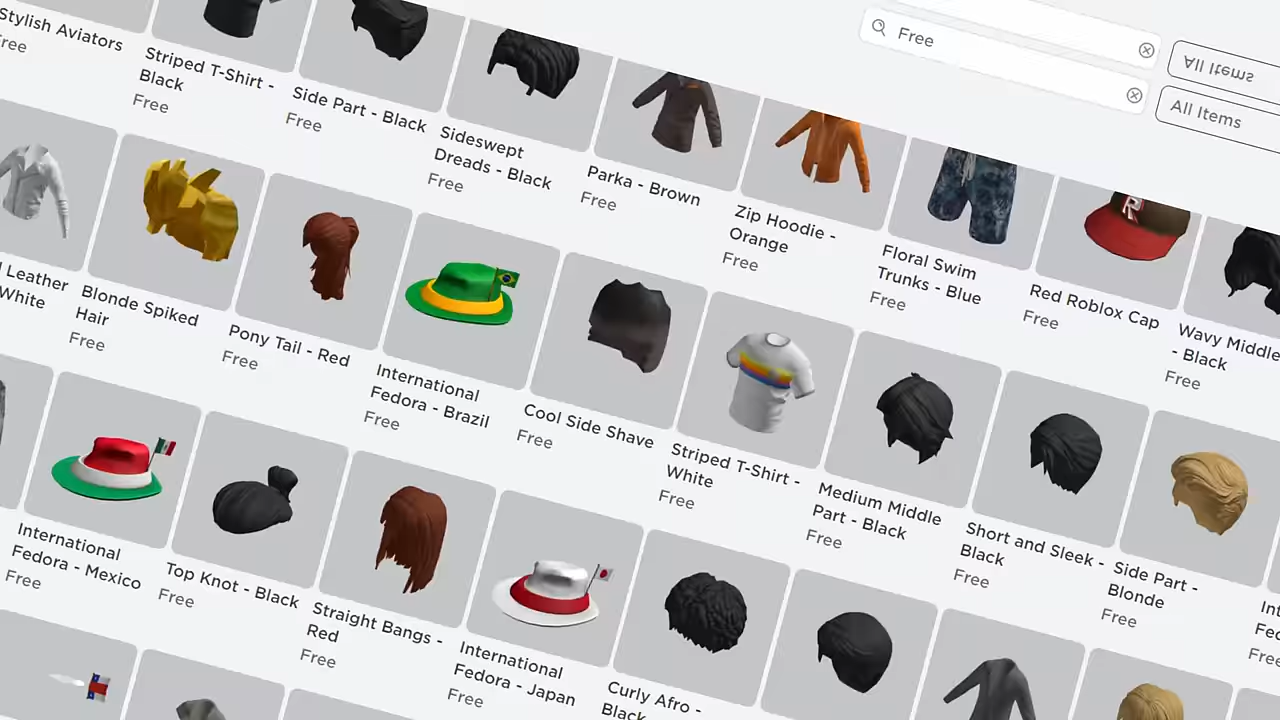 Free
All Items
Free
All Items
Stylish Aviators
Free
Striped T-Shirt -
Black
Free
Side Part - Black
Free
Sideswept
Dreads - Black
Free
Parka - Brown
Free
Zip Hoodie -
Orange
Free
Floral Swim
Trunks - Blue
Free
R
Red Roblox Cap
Free
Wavy Middle
- Black
Free
Leather
White
Blonde Spiked
Hair
Free
Pony Tail - Red
Free
International
Fedora - Brazil
Free
Cool Side Shave
Free
Striped T-Shirt -
White
Free
Medium Middle
Part - Black
Free
Short and Sleek -
Black
Free
Side Part -
Blonde
Free
International
Fedora - Mexico
Free
Top Knot - Black
Free
Straight Bangs -
Red
Free
International
Fedora - Japan
Free
Curly Afro -
Black